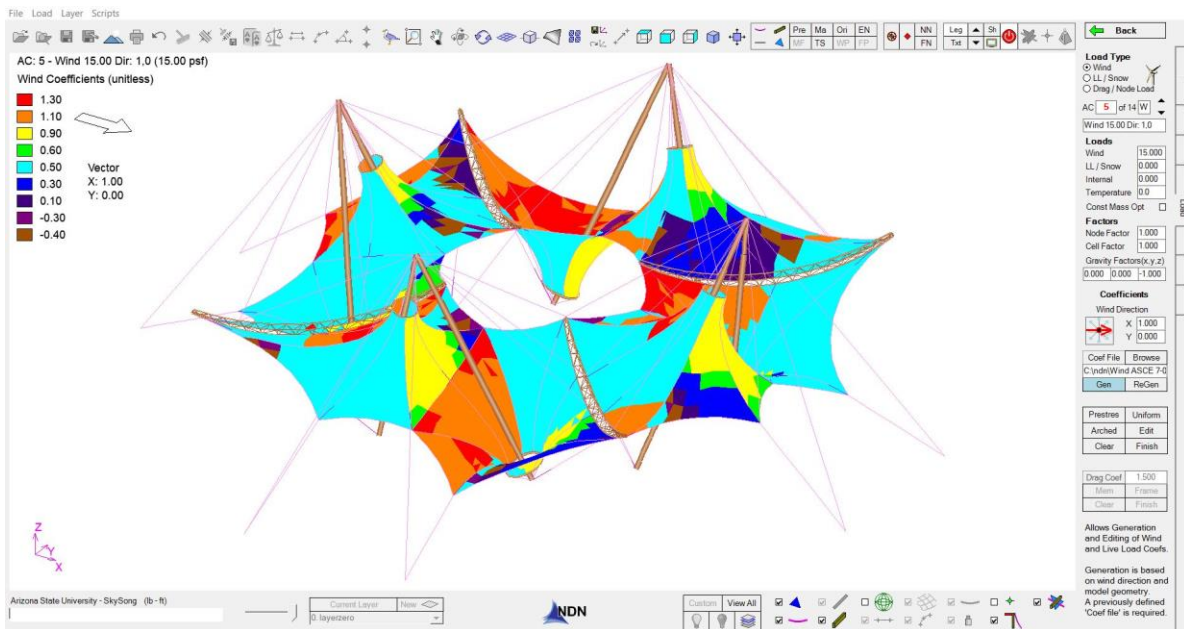 File Load Layer Scripts
Pre Ma Ori EN
MF TS WP FP
NN
FN
Leg ▲ Sh
Txt ▼
Back
AC: 5 - Wind 15.00 Dir: 1,0 (15.00 psf)
Wind Coefficients (unitless)
1.30
1.10
0.90
0.60
0.50
0.30
0.10
-0.30
-0.40
Vector
X: 1.00
Y: 0.00
Load Type
Wind
LL / Snow
Drag / Node Load
AC 5 of 14 W
Wind 15.00 Dir: 1,0
Loads
Wind 15.000
LL / Snow 0.000
Internal 0.000
Temperature 0.0
Const Mass Opt
Factors
Node Factor 1.000
Cell Factor 1.000
Gravity Factors(x,y,z)
0.000 0.000 -1.000
Coefficients
Wind Direction
X 1.000
Y 0.000
Coef File Browse
C:\ndn\Wind ASCE 7-0
Gen ReGen
Prestres Uniform
Arched Edit
Clear Finish
Drag Coef 1.500
Mem Frame
Clear Finish
Allows Generation
and Editing of Wind
and Live Load Coefs.
Generation is based
on wind direction and
model geometry.
A previously defined
'Coef file' is required.
Z
Y
X
Arizona State University - SkySong (lb - ft)
Current Layer New
0. layerzero
NDN
Custom View All